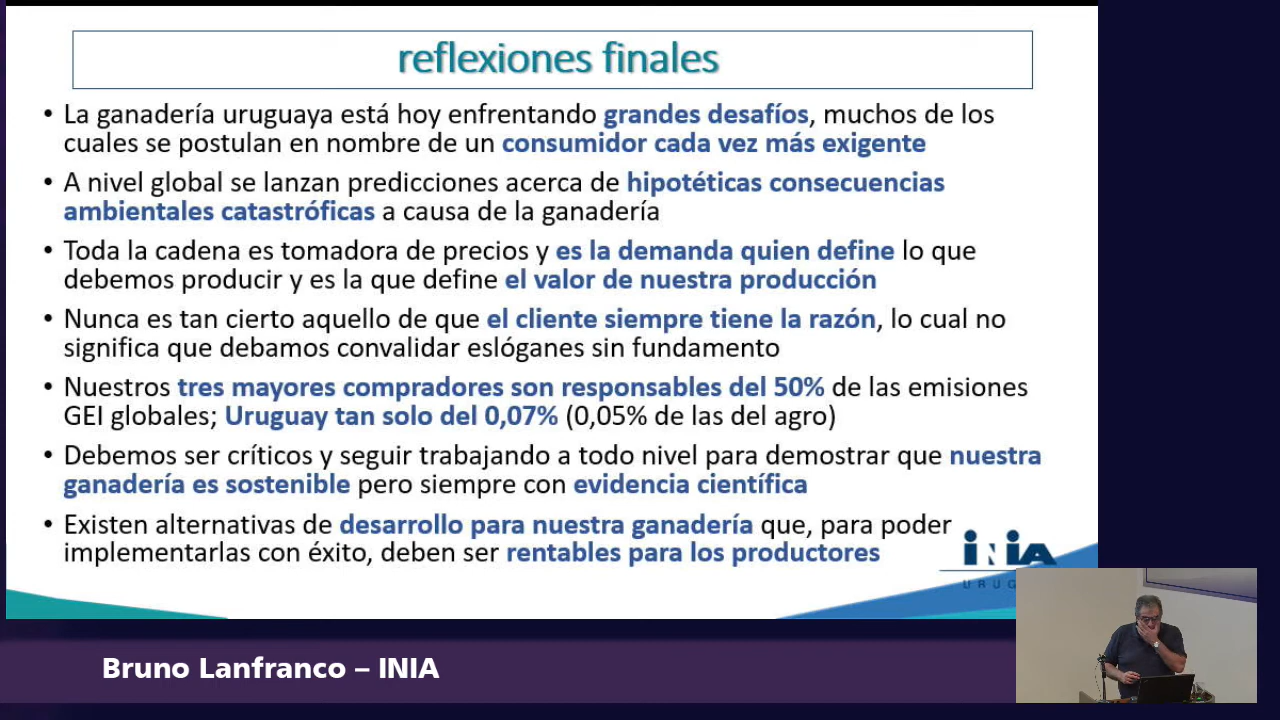 reflexiones finales
• La ganadería uruguaya está hoy enfrentando grandes desafíos, muchos de los
cuales se postulan en nombre de un consumidor cada vez más exigente
• A nivel global se lanzan predicciones acerca de hipotéticas consecuencias
ambientales catastróficas a causa de la ganadería
• Toda la cadena es tomadora de precios y es la demanda quien define lo que
debemos producir y es la que define el valor de nuestra producción
• Nunca es tan cierto aquello de que el cliente siempre tiene la razón, lo cual no
significa que debamos convalidar eslóganes sin fundamento
• Nuestros tres mayores compradores son responsables del 50% de las emisiones
GEI globales; Uruguay tan solo del 0,07% (0,05% de las del agro)
• Debemos ser críticos y seguir trabajando a todo nivel para demostrar que nuestra
ganadería es sostenible pero siempre con evidencia científica
• Existen alternativas de desarrollo para nuestra ganadería que, para poder
implementarlas con éxito, deben ser rentables para los productores
iNiA
Bruno Lanfranco – INIA